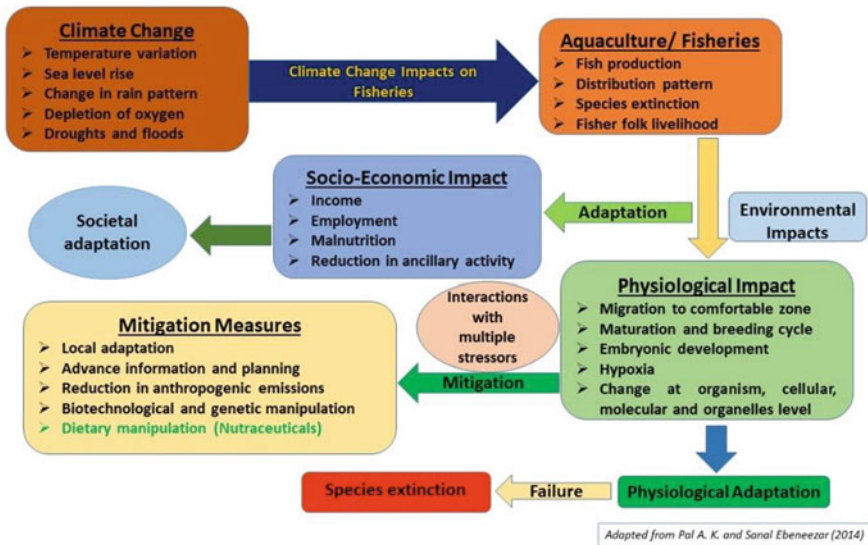 Climate Change
➢ Temperature variation
➢ Sea level rise
➢ Change in rain pattern
➢ Depletion of oxygen
➢ Droughts and floods
Climate Change Impacts on
Fisheries
Aquaculture/ Fisheries
➢ Fish production
➢ Distribution pattern
➢ Species extinction
➢ Fisher folk livelihood
Societal
adaptation
Socio-Economic Impact
➢ Income
➢ Employment
➢ Malnutrition
➢ Reduction in ancillary activity
Adaptation
Environmental
Impacts
Physiological Impact
➢ Migration to comfortable zone
➢ Maturation and breeding cycle
➢ Embryonic development
➢ Hypoxia
➢ Change at organism, cellular,
molecular and organelles level
Interactions
with
multiple
stressors
Mitigation
Mitigation Measures
➢ Local adaptation
➢ Advance information and planning
➢ Reduction in anthropogenic emissions
➢ Biotechnological and genetic manipulation
➢ Dietary manipulation (Nutraceuticals)
Species extinction
Failure
Physiological Adaptation
Adapted from Pal A. K. and Sanal Ebeneezar (2014)